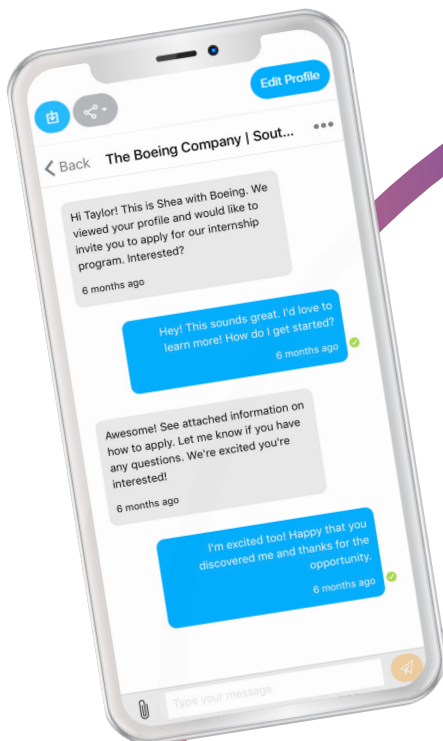 Edit Profile
Back The Boeing Company | Sout...
Hi Taylor! This is Shea with Boeing. We
viewed your profile and would like to
invite you to apply for our internship
program. Interested?
6 months ago
Hey! This sounds great. I'd love to
learn more! How do I get started?
6 months ago
Awesome! See attached information on
how to apply. Let me know if you have
any questions. We're excited you're
interested!
6 months ago
I'm excited too! Happy that you
discovered me and thanks for the
opportunity.
6 months ago
Type your message